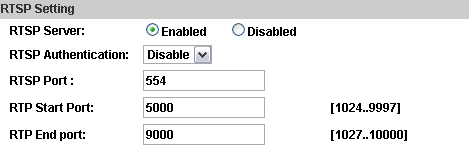 RTSP Setting
RTSP Server: Enabled Disabled
RTSP Authentication: Disable
RTSP Port : 554
RTP Start Port: 5000 [1024..9997]
RTP End port: 9000 [1027..10000]